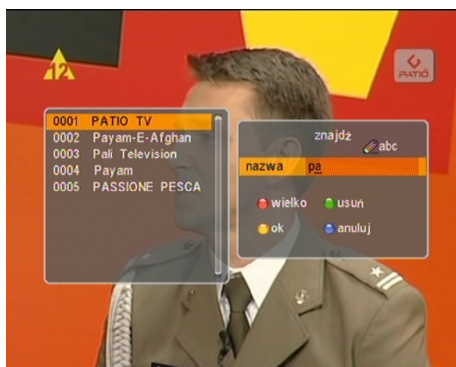 12
PATIO
0001 PATIO TV
0002 Payam-E-Afghan
0003 Pali Television
0004 Payam
0005 PASSIONE PESCA
znajdź
abc
nazwa pa
wielko usuń
ok anuluj